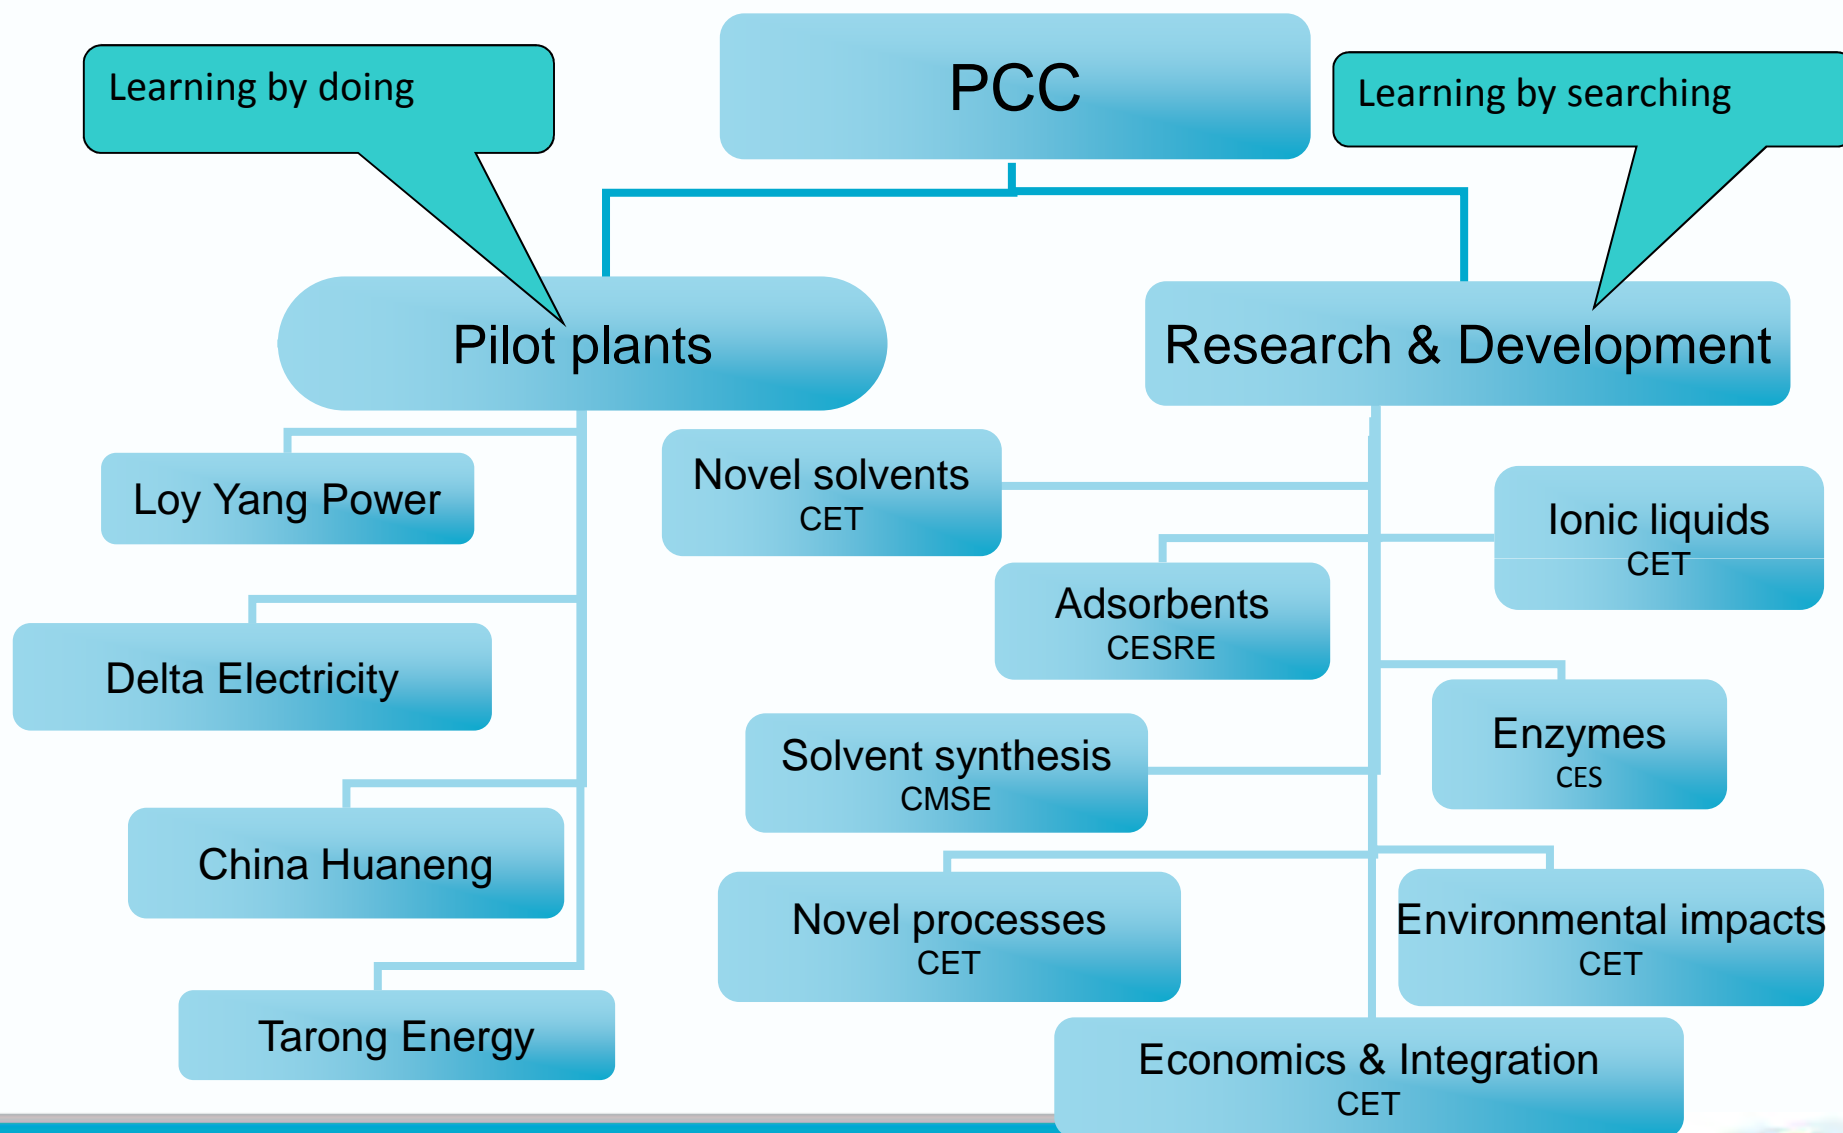 PCC
Learning by doing
Learning by searching
Pilot plants
Research & Development
Loy Yang Power
Delta Electricity
China Huaneng
Tarong Energy
Novel solvents
CET
Ionic liquids
CET
Adsorbents
CESRE
Enzymes
CES
Solvent synthesis
CMSE
Novel processes
CET
Environmental impacts
CET
Economics & Integration
CET